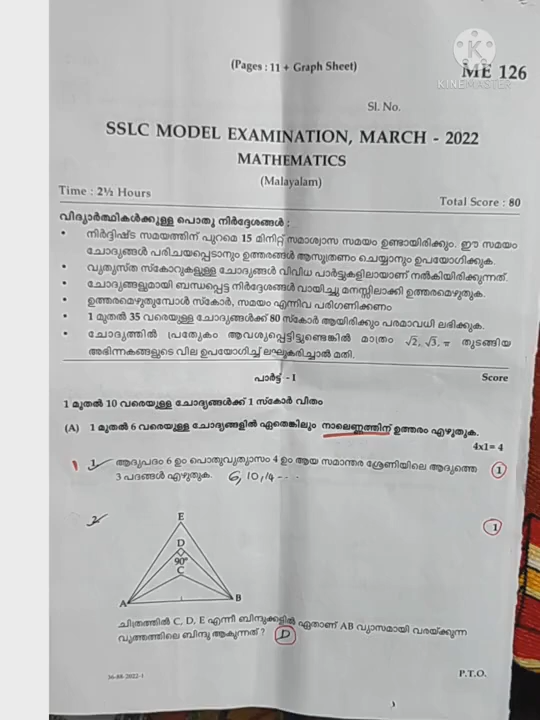 KINEMASTER
(Pages : 11 + Graph Sheet)
ME 126
Sl. No.
SSLC MODEL EXAMINATION, MARCH - 2022
MATHEMATICS
(Malayalam)
Time : 2½ Hours
Total Score : 80
വിദ്യാർത്ഥികൾക്കുള്ള പൊതു നിർദ്ദേശങ്ങൾ :
• നിർദ്ദിഷ്ട സമയത്തിന് പുറമെ 15 മിനിറ്റ് സമാശ്വാസ സമയം ഉണ്ടായിരിക്കും. ഈ സമയം
ചോദ്യങ്ങൾ പരിചയപ്പെടാനും ഉത്തരങ്ങൾ ആസൂത്രണം ചെയ്യാനും ഉപയോഗിക്കുക.
• വ്യത്യസ്ത സ്കോറുകളുള്ള ചോദ്യങ്ങൾ വിവിധ പാർട്ടുകളിലായാണ് നൽകിയിരിക്കുന്നത്.
• ചോദ്യങ്ങളുമായി ബന്ധപ്പെട്ട നിർദ്ദേശങ്ങൾ വായിച്ചു മനസ്സിലാക്കി ഉത്തരമെഴുതുക.
• ഉത്തരമെഴുതുമ്പോൾ സ്കോർ, സമയം എന്നിവ പരിഗണിക്കണം
• 1 മുതൽ 35 വരെയുള്ള ചോദ്യങ്ങൾക്ക് 80 സ്കോർ ആയിരിക്കും പരമാവധി ലഭിക്കുക.
• ചോദ്യത്തിൽ പ്രത്യേകം ആവശ്യപ്പെട്ടിട്ടുണ്ടെങ്കിൽ മാത്രം √2, √3, π തുടങ്ങിയ
അഭിന്നകങ്ങളുടെ വില ഉപയോഗിച്ച് ലഘൂകരിച്ചാൽ മതി.
പാർട്ട് - I
Score
1 മുതൽ 10 വരെയുള്ള ചോദ്യങ്ങൾക്ക് 1 സ്കോർ വീതം
(A) 1 മുതൽ 6 വരെയുള്ള ചോദ്യങ്ങളിൽ ഏതെങ്കിലും നാലെണ്ണത്തിന് ഉത്തരം എഴുതുക.
4x1= 4
1 1. ആദ്യപദം 6 ഉം പൊതുവ്യത്യാസം 4 ഉം ആയ സമാന്തര ശ്രേണിയിലെ ആദ്യത്തെ 1
3 പദങ്ങൾ എഴുതുക. 6, 10, 14 - - -
2. 1
E
D
90°
C
A B
ചിത്രത്തിൽ C, D, E എന്നീ ബിന്ദുക്കളിൽ ഏതാണ് AB വ്യാസമായി വരയ്ക്കുന്ന
വൃത്തത്തിലെ ബിന്ദു ആകുന്നത് ? D
36-88-2022-1
P.T.O.